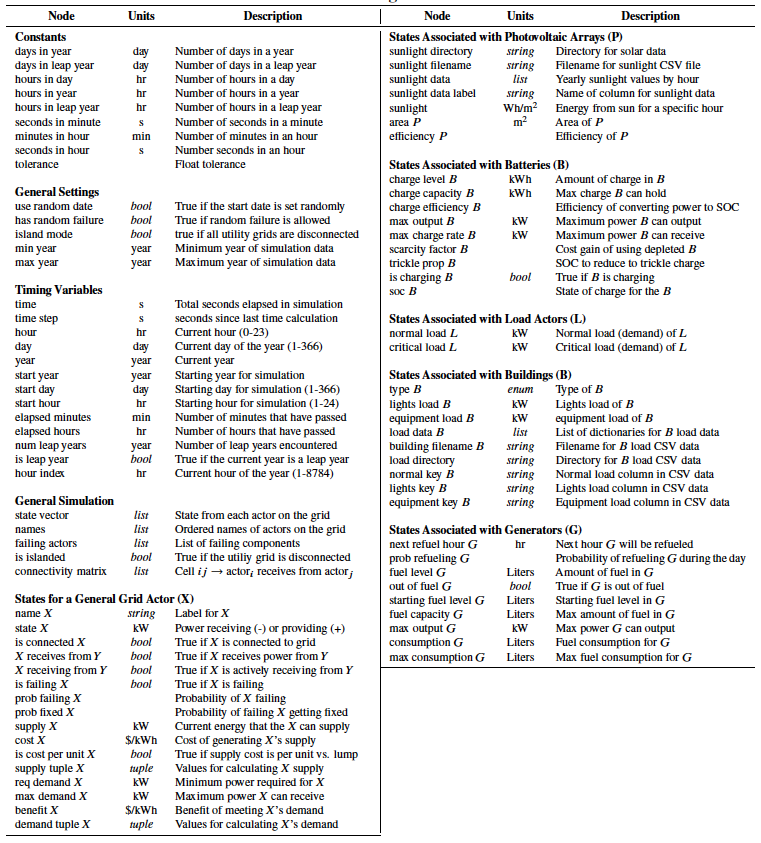 Node Units Description
Constants
days in year day Number of days in a year
days in leap year day Number of days in a leap year
hours in day hr Number of hours in a day
hours in year hr Number of hours in a year
hours in leap year hr Number of hours in a leap year
seconds in minute s Number of seconds in a minute
minutes in hour min Number of minutes in an hour
seconds in hour s Number seconds in an hour
tolerance Float tolerance
General Settings
use random date bool True if the start date is set randomly
has random failure bool True if random failure is allowed
island mode bool true if all utility grids are disconnected
min year year Minimum year of simulation data
max year year Maximum year of simulation data
Timing Variables
time s Total seconds elapsed in simulation
time step s seconds since last time calculation
hour hr Current hour (0-23)
day day Current day of the year (1-366)
year year Current year
start year year Starting year for simulation
start day day Starting day for simulation (1-366)
start hour hr Starting hour for simulation (1-24)
elapsed minutes min Number of minutes that have passed
elapsed hours hr Number of hours that have passed
num leap years year Number of leap years encountered
is leap year bool True if the current year is a leap year
hour index hr Current hour of the year (1-8784)
General Simulation
state vector list State from each actor on the grid
names list Ordered names of actors on the grid
failing actors list List of failing components
is islanded bool True if the utiliy grid is disconnected
connectivity matrix list Cell i j → actor_i receives from actor_j
States for a General Grid Actor (X)
name X string Label for X
state X kW Power receiving (-) or providing (+)
is connected X bool True if X is connected to grid
X receives from Y bool True if X receives power from Y
X receiving from Y bool True if X is actively receiving from Y
is failing X bool True if X is failing
prob failing X Probability of X failing
prob fixed X Probability of failing X getting fixed
supply X kW Current energy that the X can supply
cost X $/kWh Cost of generating X's supply
is cost per unit X bool True if supply cost is per unit vs. lump
supply tuple X tuple Values for calculating X supply
req demand X kW Minimum power required for X
max demand X kW Maximum power X can receive
benefit X $/kWh Benefit of meeting X's demand
demand tuple X tuple Values for calculating X's demand
Node Units Description
States Associated with Photovoltaic Arrays (P)
sunlight directory string Directory for solar data
sunlight filename string Filename for sunlight CSV file
sunlight data list Yearly sunlight values by hour
sunlight data label string Name of column for sunlight data
sunlight Wh/m² Energy from sun for a specific hour
area P m² Area of P
efficiency P Efficiency of P
States Associated with Batteries (B)
charge level B kWh Amount of charge in B
charge capacity B kWh Max charge B can hold
charge efficiency B Efficiency of converting power to SOC
max output B kW Maximum power B can output
max charge rate B kW Maximum power B can receive
scarcity factor B Cost gain of using depleted B
trickle prop B SOC to reduce to trickle charge
is charging B bool True if B is charging
soc B State of charge for the B
States Associated with Load Actors (L)
normal load L kW Normal load (demand) of L
critical load L kW Critical load (demand) of L
States Associated with Buildings (B)
type B enum Type of B
lights load B kW Lights load of B
equipment load B kW equipment load of B
load data B list List of dictionaries for B load data
building filename B string Filename for B load CSV data
load directory string Directory for B load CSV data
normal key B string Normal load column in CSV data
lights key B string Lights load column in CSV data
equipment key B string Equipment load column in CSV data
States Associated with Generators (G)
next refuel hour G hr Next hour G will be refueled
prob refueling G Probability of refueling G during the day
fuel level G Liters Amount of fuel in G
out of fuel G bool True if G is out of fuel
starting fuel level G Liters Starting fuel level in G
fuel capacity G Liters Max amount of fuel in G
max output G kW Max power G can output
consumption G Liters Fuel consumption for G
max consumption G Liters Max fuel consumption for G